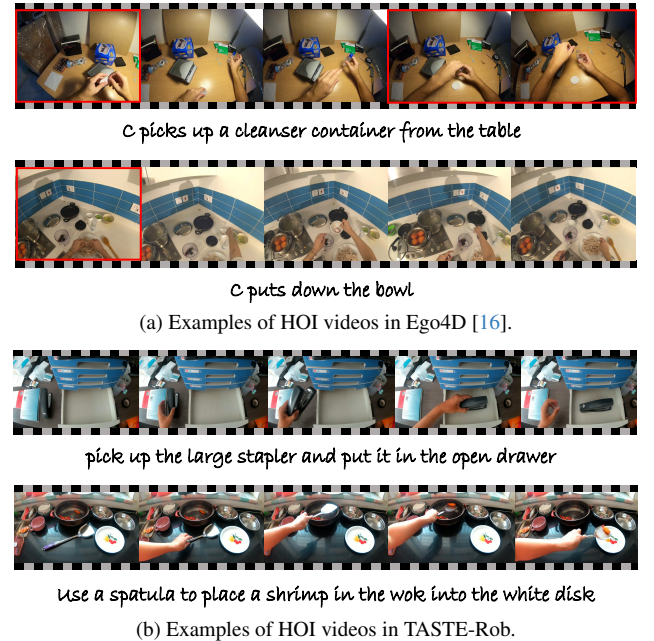 C picks up a cleanser container from the table
C puts down the bowl
(a) Examples of HOI videos in Ego4D [16].
pick up the large stapler and put it in the open drawer
Use a spatula to place a shrimp in the wok into the white disk
(b) Examples of HOI videos in TASTE-Rob.